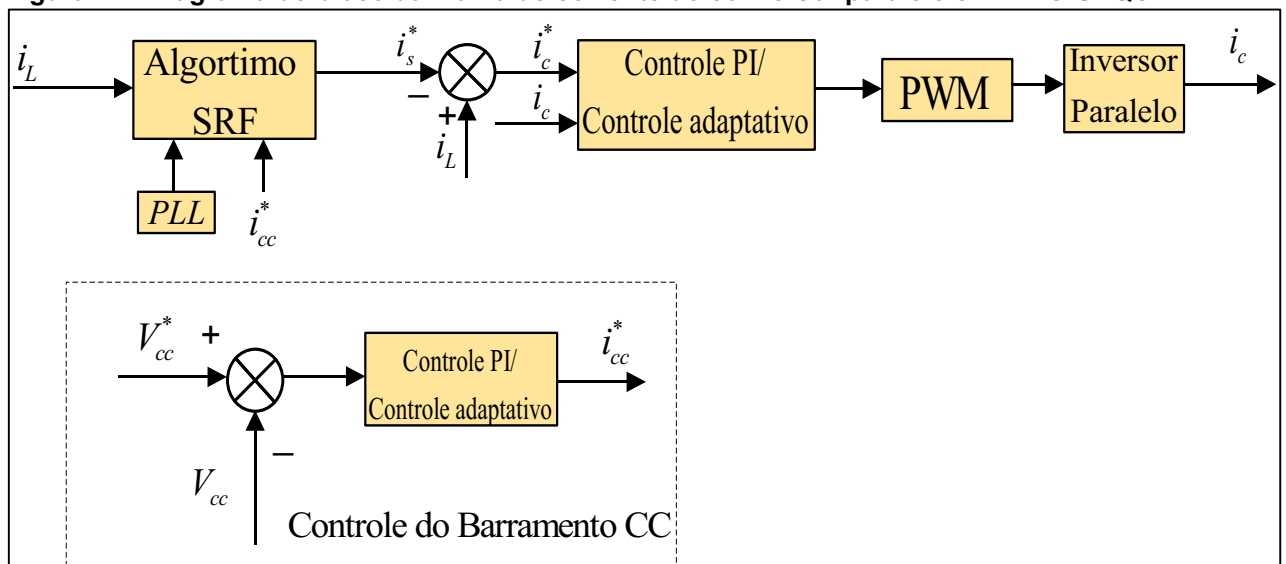 i_L
Algortimo
SRF
i_s^*
−
+
i_L
i_c^*
i_c
Controle PI/
Controle adaptativo
PWM
Inversor
Paralelo
i_c
PLL
i_cc^*
V_cc^*
+
−
V_cc
Controle PI/
Controle adaptativo
i_cc^*
Controle do Barramento CC